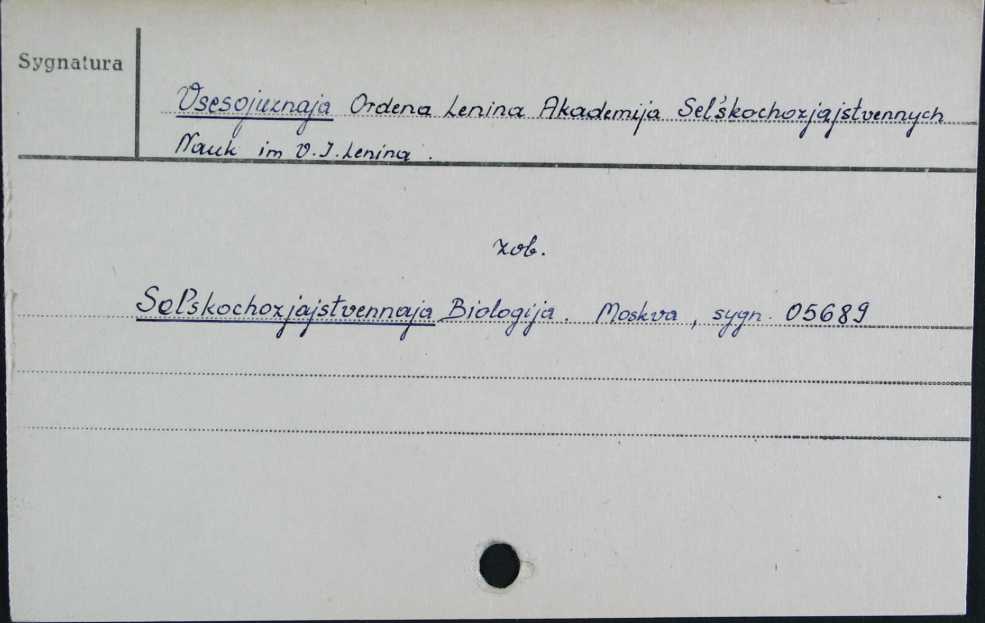 Sygnatura
Vsesojuznaja Ordena Lenina Akademija Sel'skochozjajstvennych
Nauk im V.I. Lenina.
zob.
Sel'skochozjajstvennaja Biologija. Moskva, sygn. 05689